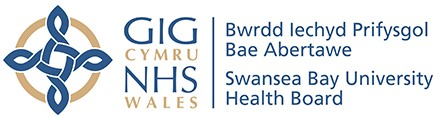 GIG
CYMRU
NHS
WALES
Bwrdd Iechyd Prifysgol
Bae Abertawe
Swansea Bay University
Health Board